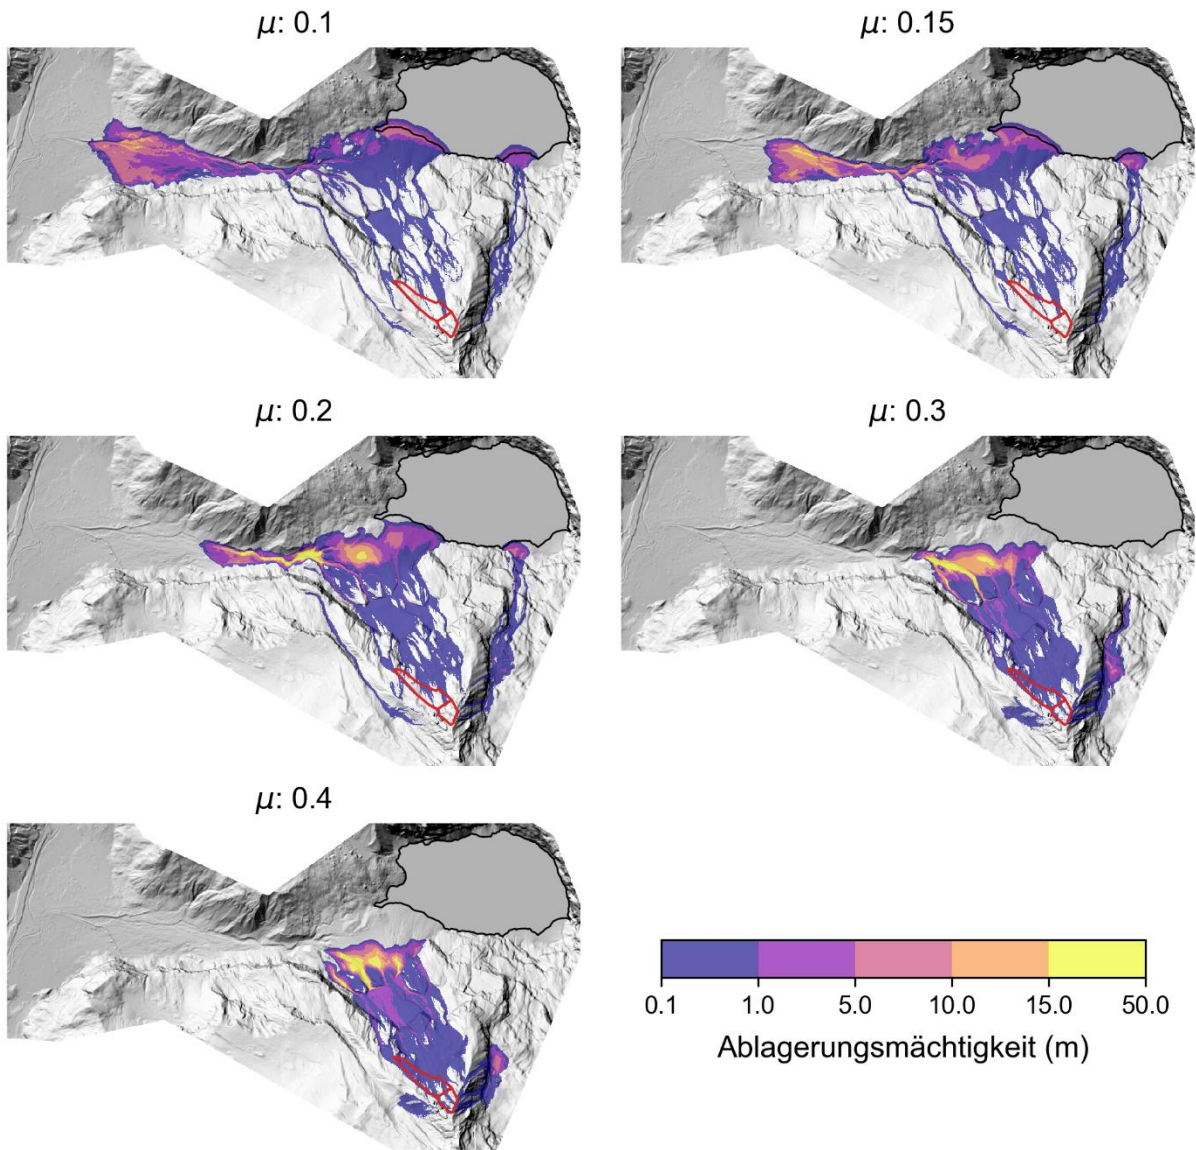 μ: 0.1
μ: 0.15
μ: 0.2
μ: 0.3
μ: 0.4
0.1 1.0 5.0 10.0 15.0 50.0
Ablagerungsmächtigkeit (m)